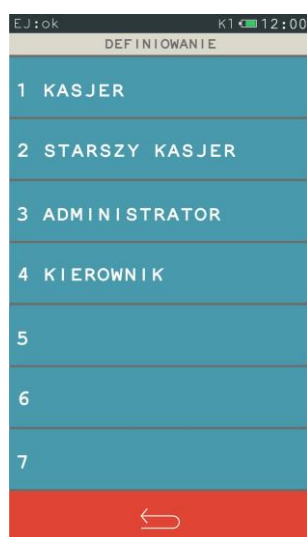 EJ:ok K1 12:00
DEFINIOWANIE
1 KASJER
2 STARSZY KASJER
3 ADMINISTRATOR
4 KIEROWNIK
5
6
7